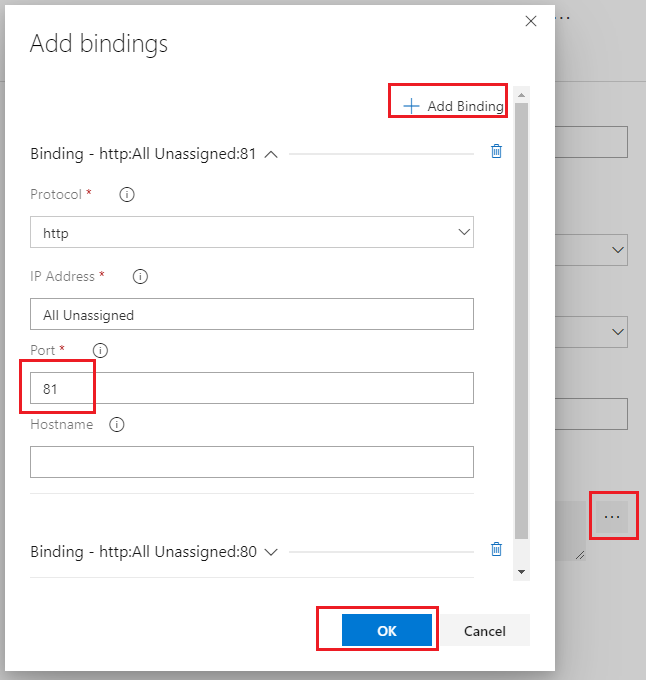 Add bindings
Add Binding
Binding - http:All Unassigned:81
Protocol *
http
IP Address *
All Unassigned
Port *
81
Hostname
Binding - http:All Unassigned:80
OK
Cancel